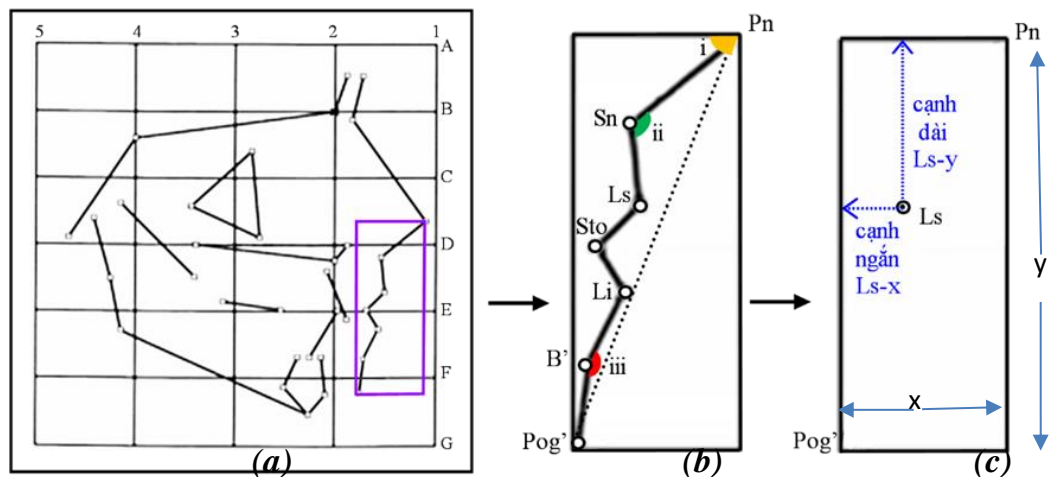 5 4 3 2 1
A
B
C
D
E
F
G
(a)
Pn
i
Sn
ii
Ls
Sto
Li
B'
iii
Pog'
(b)
Pn
cạnh
dài
Ls-y
Ls
cạnh
ngắn
Ls-x
y
x
Pog'
(c)